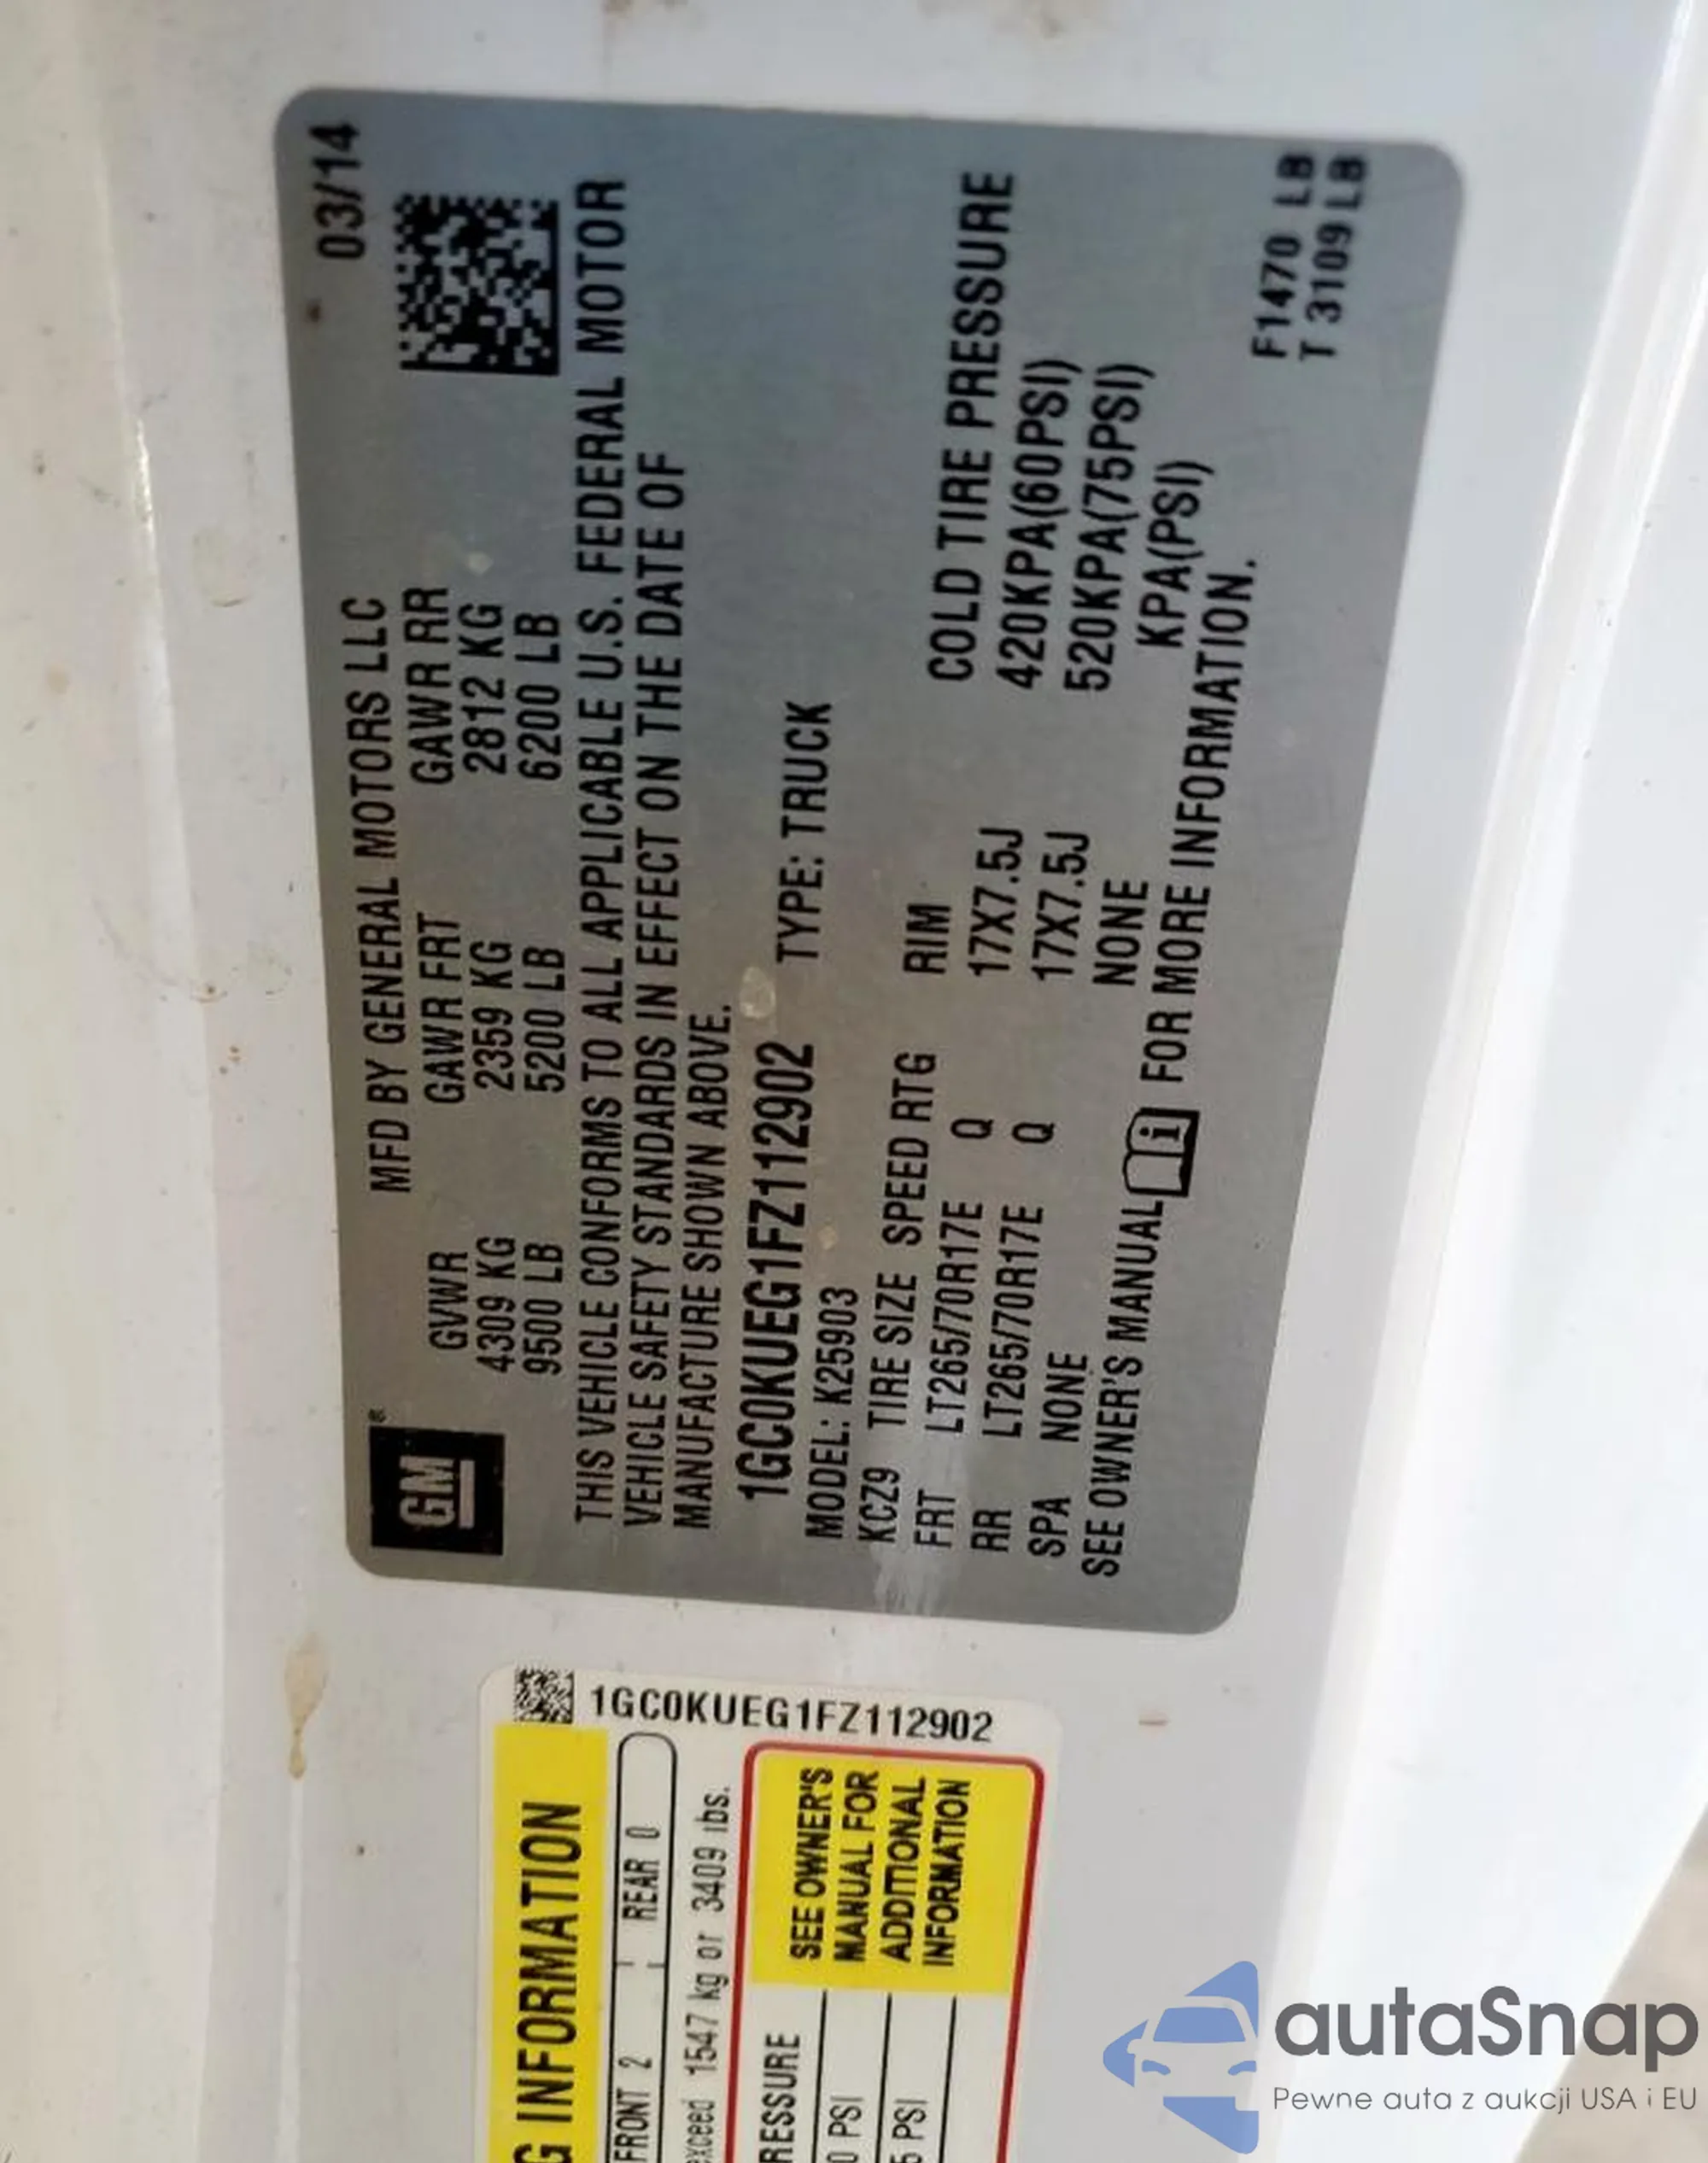 03/14
MFD BY GENERAL MOTORS LLC
GM®
GVWR GAWR FRT GAWR RR
4309 KG 2359 KG 2812 KG
9500 LB 5200 LB 6200 LB
THIS VEHICLE CONFORMS TO ALL APPLICABLE U.S. FEDERAL MOTOR
VEHICLE SAFETY STANDARDS IN EFFECT ON THE DATE OF
MANUFACTURE SHOWN ABOVE.
1GC0KUEG1FZ112902 TYPE: TRUCK
MODEL: K25903
KCZ9 TIRE SIZE SPEED RTG RIM COLD TIRE PRESSURE
FRT LT265/70R17E Q 17X7.5J 420KPA(60PSI)
RR LT265/70R17E Q 17X7.5J 520KPA(75PSI)
SPA NONE NONE KPA(PSI)
SEE OWNER'S MANUAL i FOR MORE INFORMATION.
F1470 LB
T 3109 LB
1GC0KUEG1FZ112902
G INFORMATION
FRONT 2 REAR 0
xceed 1547 kg or 3409 lbs.
RESSURE
0 PSI
5 PSI
SEE OWNER'S
MANUAL FOR
ADDITIONAL
INFORMATION
autaSnap
Pewne auta z aukcji USA i EU